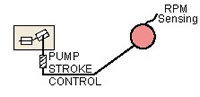 RPM
Sensing
PUMP
STROKE
CONTROL